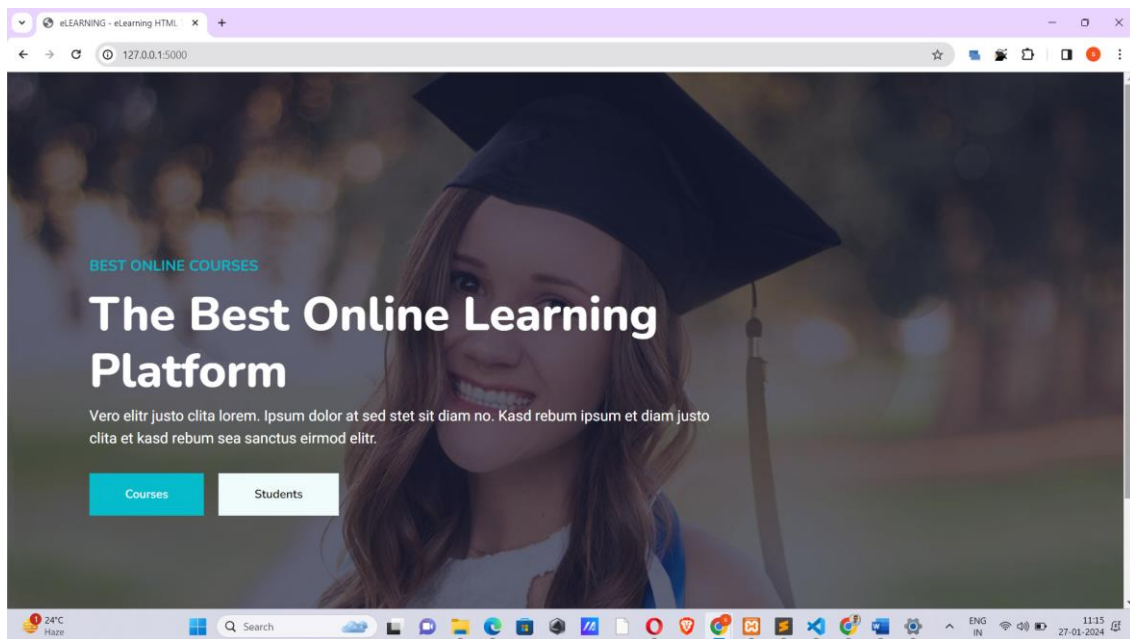 eLEARNING - eLearning HTML
127.0.0.1:5000
BEST ONLINE COURSES
The Best Online Learning
Platform
Vero elitr justo clita lorem. Ipsum dolor at sed stet sit diam no. Kasd rebum ipsum et diam justo
clita et kasd rebum sea sanctus eirmod elitr.
Courses
Students
1
24°C
Haze
Search
ENG
IN
11:15
27-01-2024